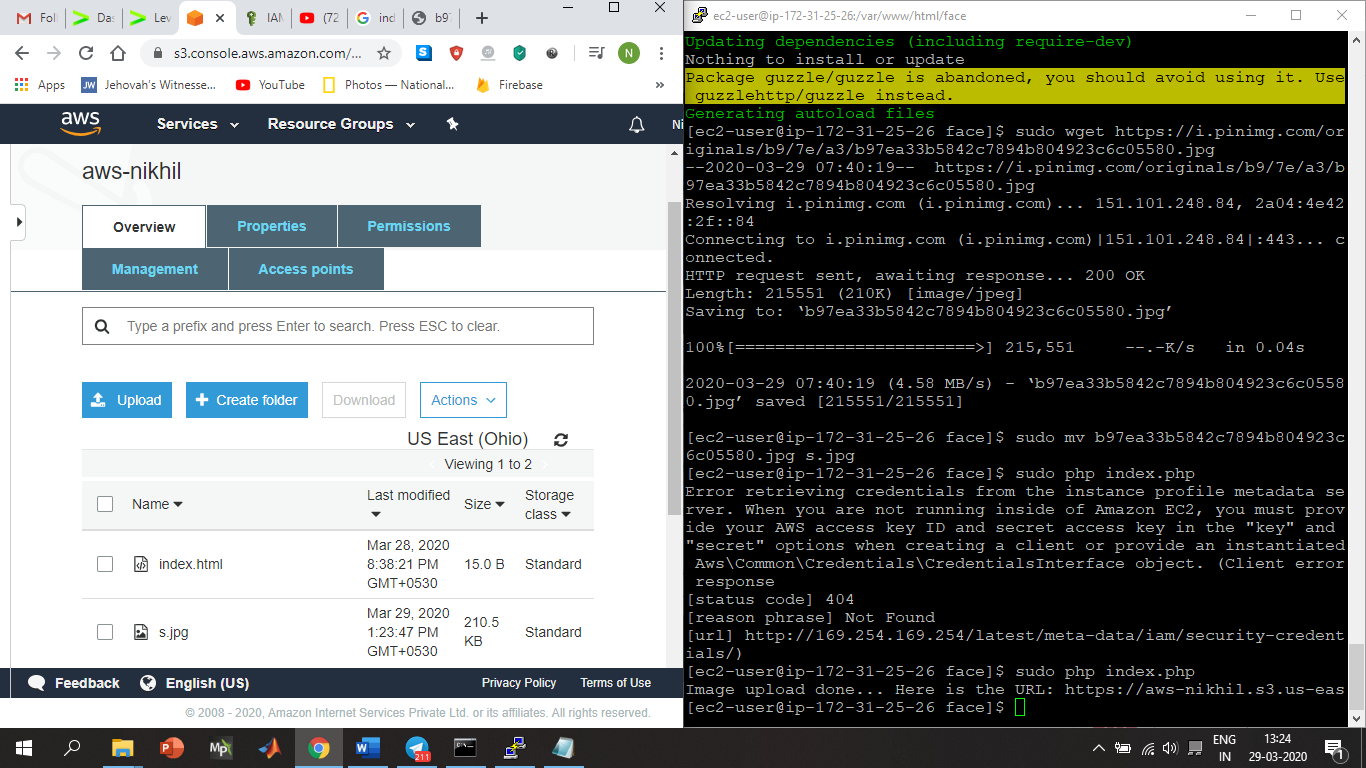 Fol
Das
Lev
IAM
(72
ind
b97
s3.console.aws.amazon.com/...
S
N
Apps
JW
Jehovah's Witnesse...
YouTube
Photos — National...
Firebase
»
aws
Services
Resource Groups
Ni
aws-nikhil
Overview
Properties
Permissions
Management
Access points
Type a prefix and press Enter to search. Press ESC to clear.
Upload
Create folder
Download
Actions
US East (Ohio)
Viewing 1 to 2
Name
Last modified
Size
Storage class
index.html
Mar 28, 2020
8:38:21 PM
GMT+0530
15.0 B
Standard
s.jpg
Mar 29, 2020
1:23:47 PM
GMT+0530
210.5
KB
Standard
Feedback
English (US)
Privacy Policy
Terms of Use
© 2008 - 2020, Amazon Internet Services Private Ltd. or its affiliates. All rights reserved.
ec2-user@ip-172-31-25-26:/var/www/html/face
Updating dependencies (including require-dev)
Nothing to install or update
Package guzzle/guzzle is abandoned, you should avoid using it. Use
guzzlehttp/guzzle instead.
Generating autoload files
[ec2-user@ip-172-31-25-26 face]$ sudo wget https://i.pinimg.com/or
iginals/b9/7e/a3/b97ea33b5842c7894b804923c6c05580.jpg
--2020-03-29 07:40:19--  https://i.pinimg.com/originals/b9/7e/a3/b
97ea33b5842c7894b804923c6c05580.jpg
Resolving i.pinimg.com (i.pinimg.com)... 151.101.248.84, 2a04:4e42
:2f::84
Connecting to i.pinimg.com (i.pinimg.com)|151.101.248.84|:443... c
onnected.
HTTP request sent, awaiting response... 200 OK
Length: 215551 (210K) [image/jpeg]
Saving to: ‘b97ea33b5842c7894b804923c6c05580.jpg’
100%[========================>] 215,551     --.-K/s   in 0.04s
2020-03-29 07:40:19 (4.58 MB/s) - ‘b97ea33b5842c7894b804923c6c0558
0.jpg’ saved [215551/215551]
[ec2-user@ip-172-31-25-26 face]$ sudo mv b97ea33b5842c7894b804923c
6c05580.jpg s.jpg
[ec2-user@ip-172-31-25-26 face]$ sudo php index.php
Error retrieving credentials from the instance profile metadata se
rver. When you are not running inside of Amazon EC2, you must prov
ide your AWS access key ID and secret access key in the "key" and
"secret" options when creating a client or provide an instantiated
Aws\Common\Credentials\CredentialsInterface object. (Client error
response
[status code] 404
[reason phrase] Not Found
[url] http://169.254.169.254/latest/meta-data/iam/security-credent
ials/)
[ec2-user@ip-172-31-25-26 face]$ sudo php index.php
Image upload done... Here is the URL: https://aws-nikhil.s3.us-eas
[ec2-user@ip-172-31-25-26 face]$
Mp
211
ENG
IN
13:24
29-03-2020
1